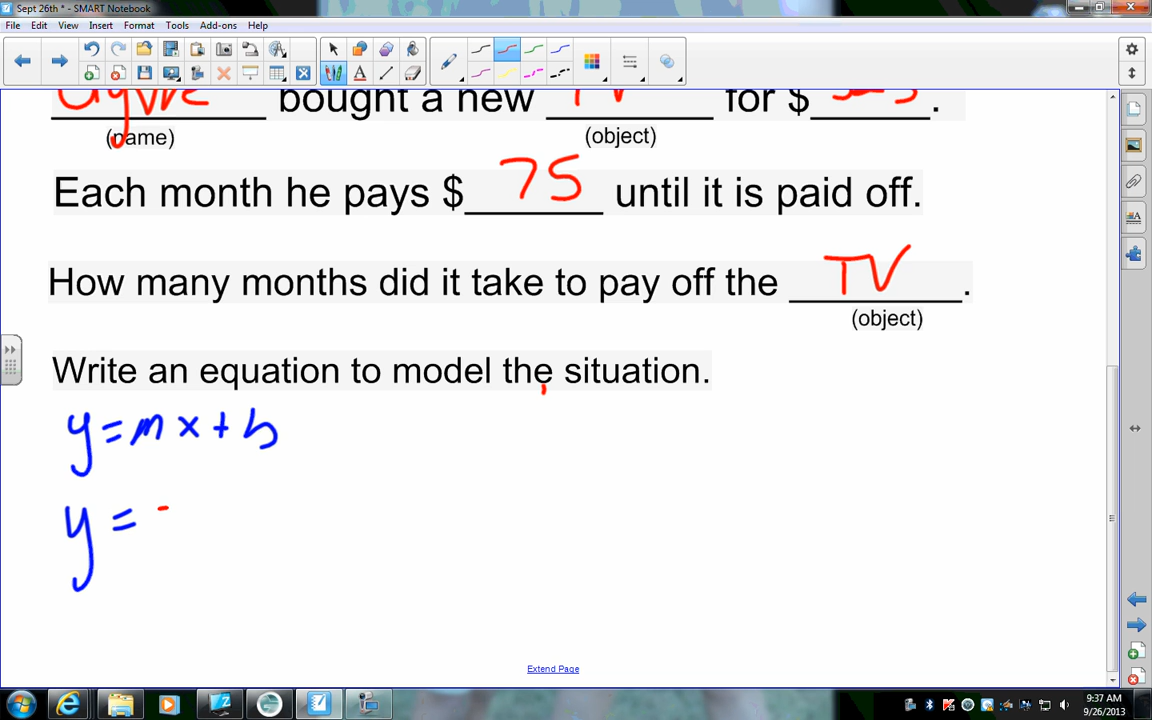 Sept 26th * - SMART Notebook
File Edit View Insert Format Tools Add-ons Help
bought a new TV for $ .
(name) (object)
Each month he pays $ 75 until it is paid off.
How many months did it take to pay off the TV .
(object)
Write an equation to model the situation.
y = mx + b
y = -
Extend Page
9:37 AM
9/26/2013